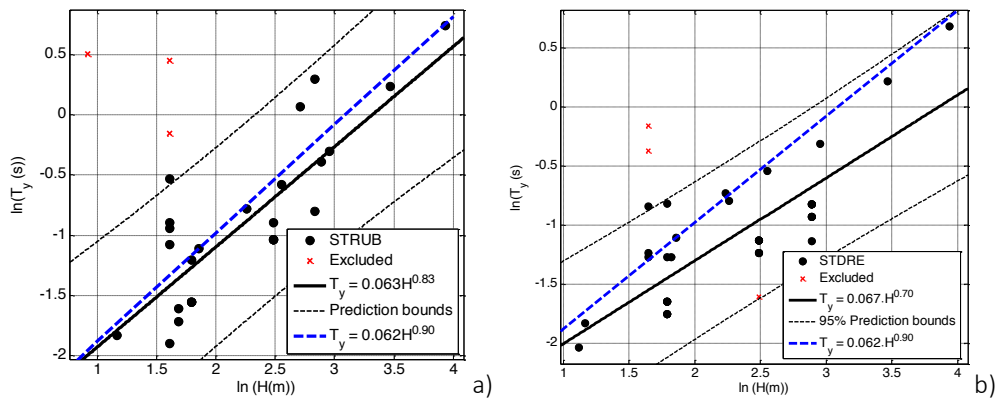 0.5
0
-0.5
-1
-1.5
-2
ln(T_y (s))
1
1.5
2
2.5
3
3.5
4
ln (H(m))
STRUB
Excluded
T_y = 0.063H^0.83
Prediction bounds
T_y = 0.062H^0.90
a)
0.5
0
-0.5
-1
-1.5
-2
ln(T_y (s)
1
1.5
2
2.5
3
3.5
4
ln (H(m))
STDRE
Excluded
T_y = 0.067.H^0.70
95% Prediction bounds
T_y = 0.062.H^0.90
b)